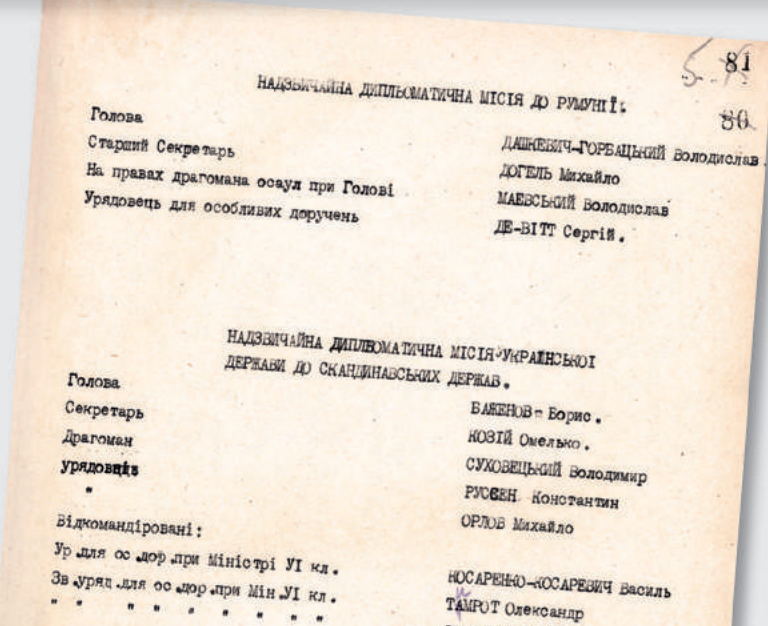 81
80
НАДЗВИЧАЙНА ДИПЛЬОМАТИЧНА МІСІЯ ДО РУМУНІЇ.
Голова ДАШКЕВИЧ-ГОРБАЦЬКИЙ Володислав.
Старший Секретарь ДОГЕЛЬ Михайло
На правах драгомана осаул при Голові МАЕВСЬКИЙ Володислав
Урядовець для особливих доручень ДЕ-ВІТТ Сергій.
НАДЗВИЧАЙНА ДИПЛЬОМАТИЧНА МІСІЯ УКРАЇНСЬКОЇ
ДЕРЖАВИ ДО СКАНДИНАВСЬКИХ ДЕРЖАВ.
Голова БАЖЕНОВ Борис.
Секретарь КОЗІЙ Омелько.
Драгоман СУХОВЕЦЬКИЙ Володимир
урядовців РУССЕН Константин
" ОРЛОВ Михайло
Відкомандіровані:
Ур.для ос.дор.при Міністрі УІ кл. КОСАРЕНКО-КОСАРЕВИЧ Василь
Зв.уряд.для ос.дор.при Мін.УІ кл. ТАМРОТ Олександр
" " " " " " " "